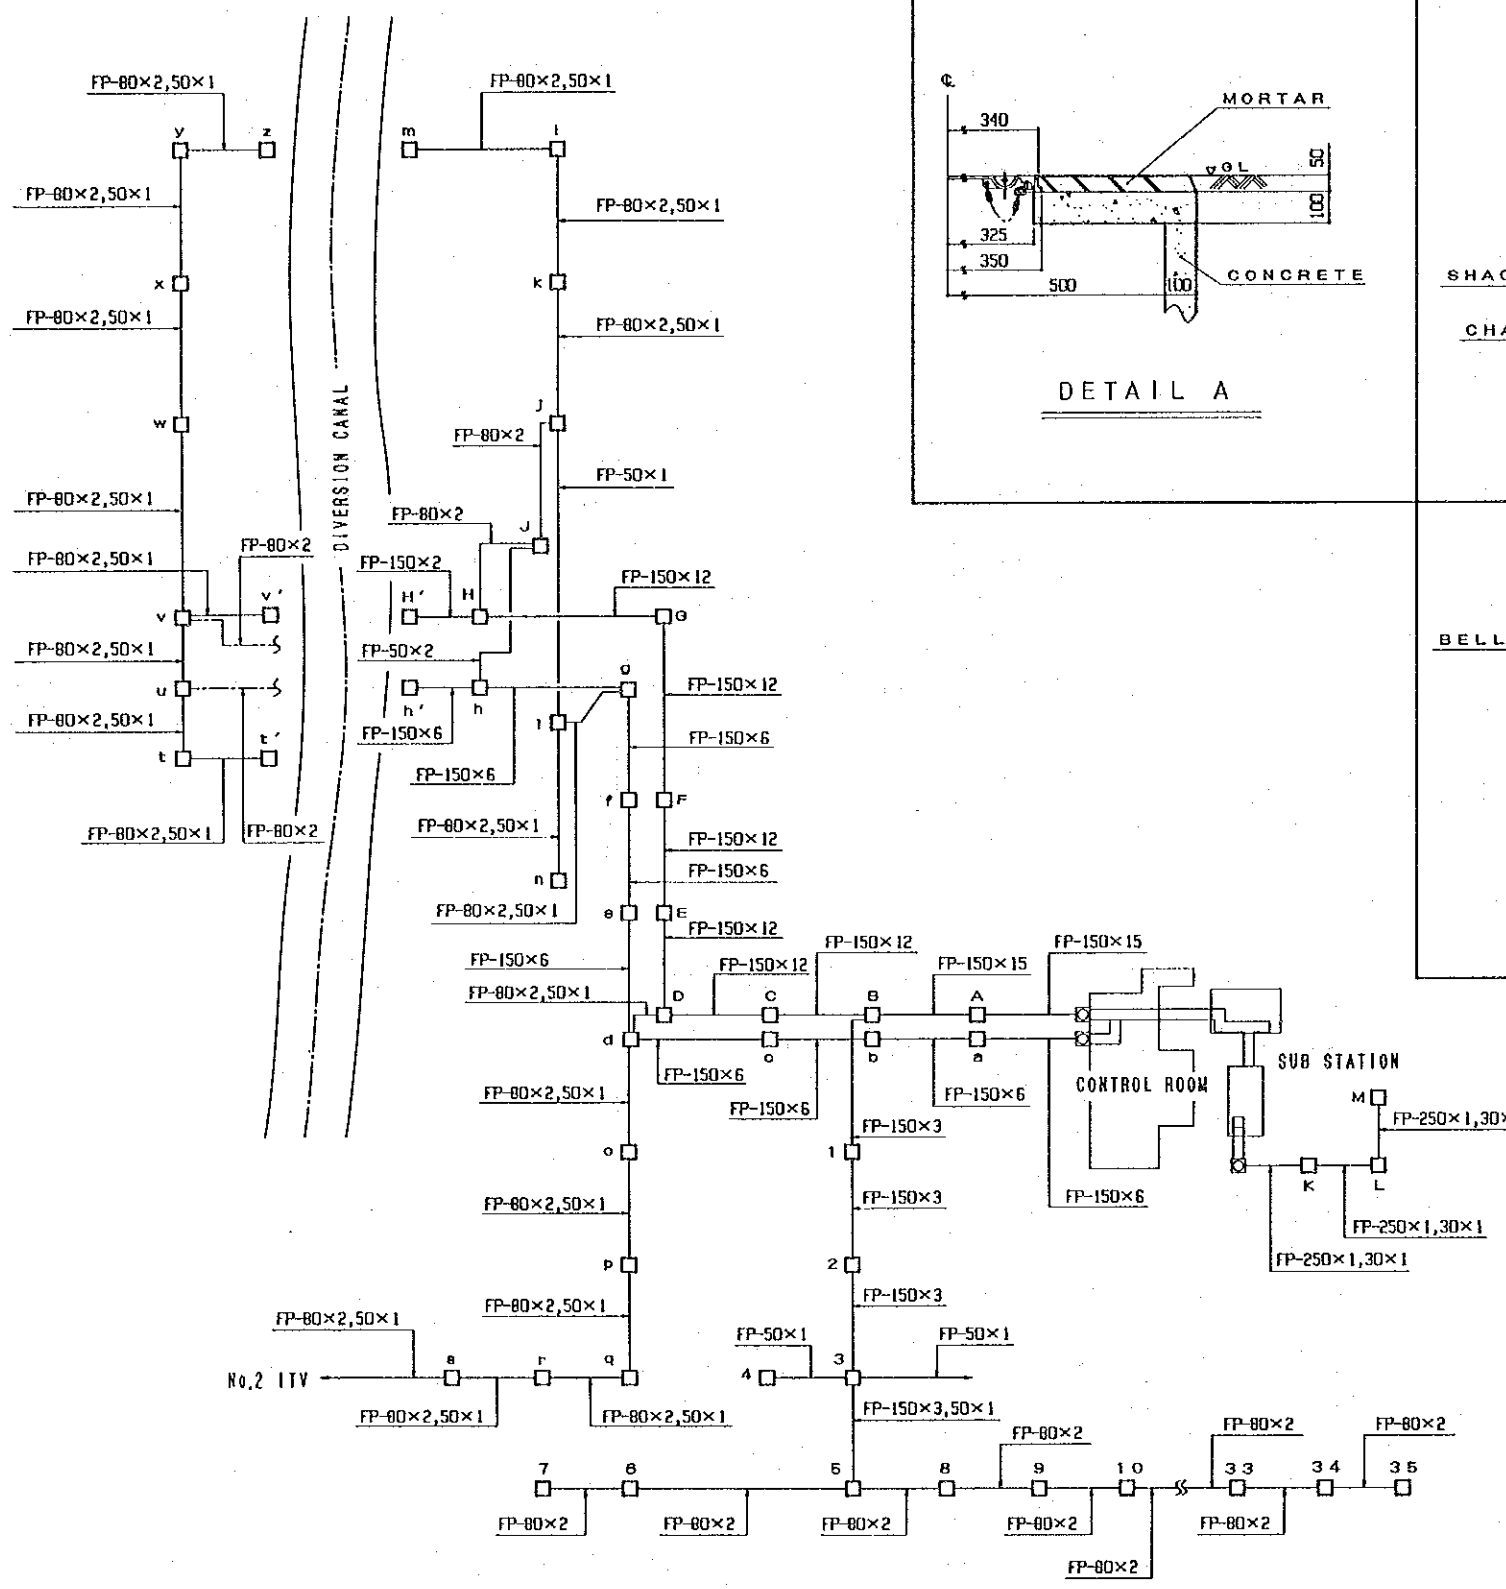 FP-80×2,50×1
FP-80×2,50×1
y
z
m
l
FP-80×2,50×1
FP-80×2,50×1
x
k
FP-80×2,50×1
FP-80×2,50×1
w
J
FP-80×2
DIVERSION CANAL
FP-50×1
FP-80×2,50×1
FP-80×2
J
FP-80×2
FP-80×2,50×1
FP-150×2
FP-150×12
v'
v
H'
H
G
FP-80×2,50×1
FP-50×2
g
u
FP-150×12
h'
h
FP-80×2,50×1
i
t'
t
FP-150×6
FP-150×6
FP-150×6
f
F
FP-80×2,50×1
FP-80×2
FP-80×2,50×1
FP-150×12
FP-150×6
n
e
E
FP-80×2,50×1
FP-150×12
FP-150×12
FP-150×15
FP-150×6
FP-150×12
FP-150×15
FP-80×2,50×1
D
C
B
A
d
c
b
a
FP-150×6
FP-150×6
FP-150×6
CONTROL ROOM
SUB STATION
FP-80×2,50×1
M
FP-250×1,30×
FP-150×3
o
1
K
L
FP-80×2,50×1
FP-150×3
FP-150×6
FP-250×1,30×1
FP-250×1,30×1
p
2
FP-80×2,50×1
FP-150×3
FP-80×2,50×1
FP-50×1
FP-50×1
No.2 ITV
s
r
q
4
3
FP-80×2,50×1
FP-80×2,50×1
FP-150×3,50×1
FP-80×2
FP-80×2
FP-80×2
7
6
5
8
9
10
33
34
35
FP-80×2
FP-80×2
FP-80×2
FP-80×2
FP-80×2
FP-80×2
℄
MORTAR
340
50
GL
100
325
350
500
100
CONCRETE
DETAIL A
SHAC
CHA
BELL